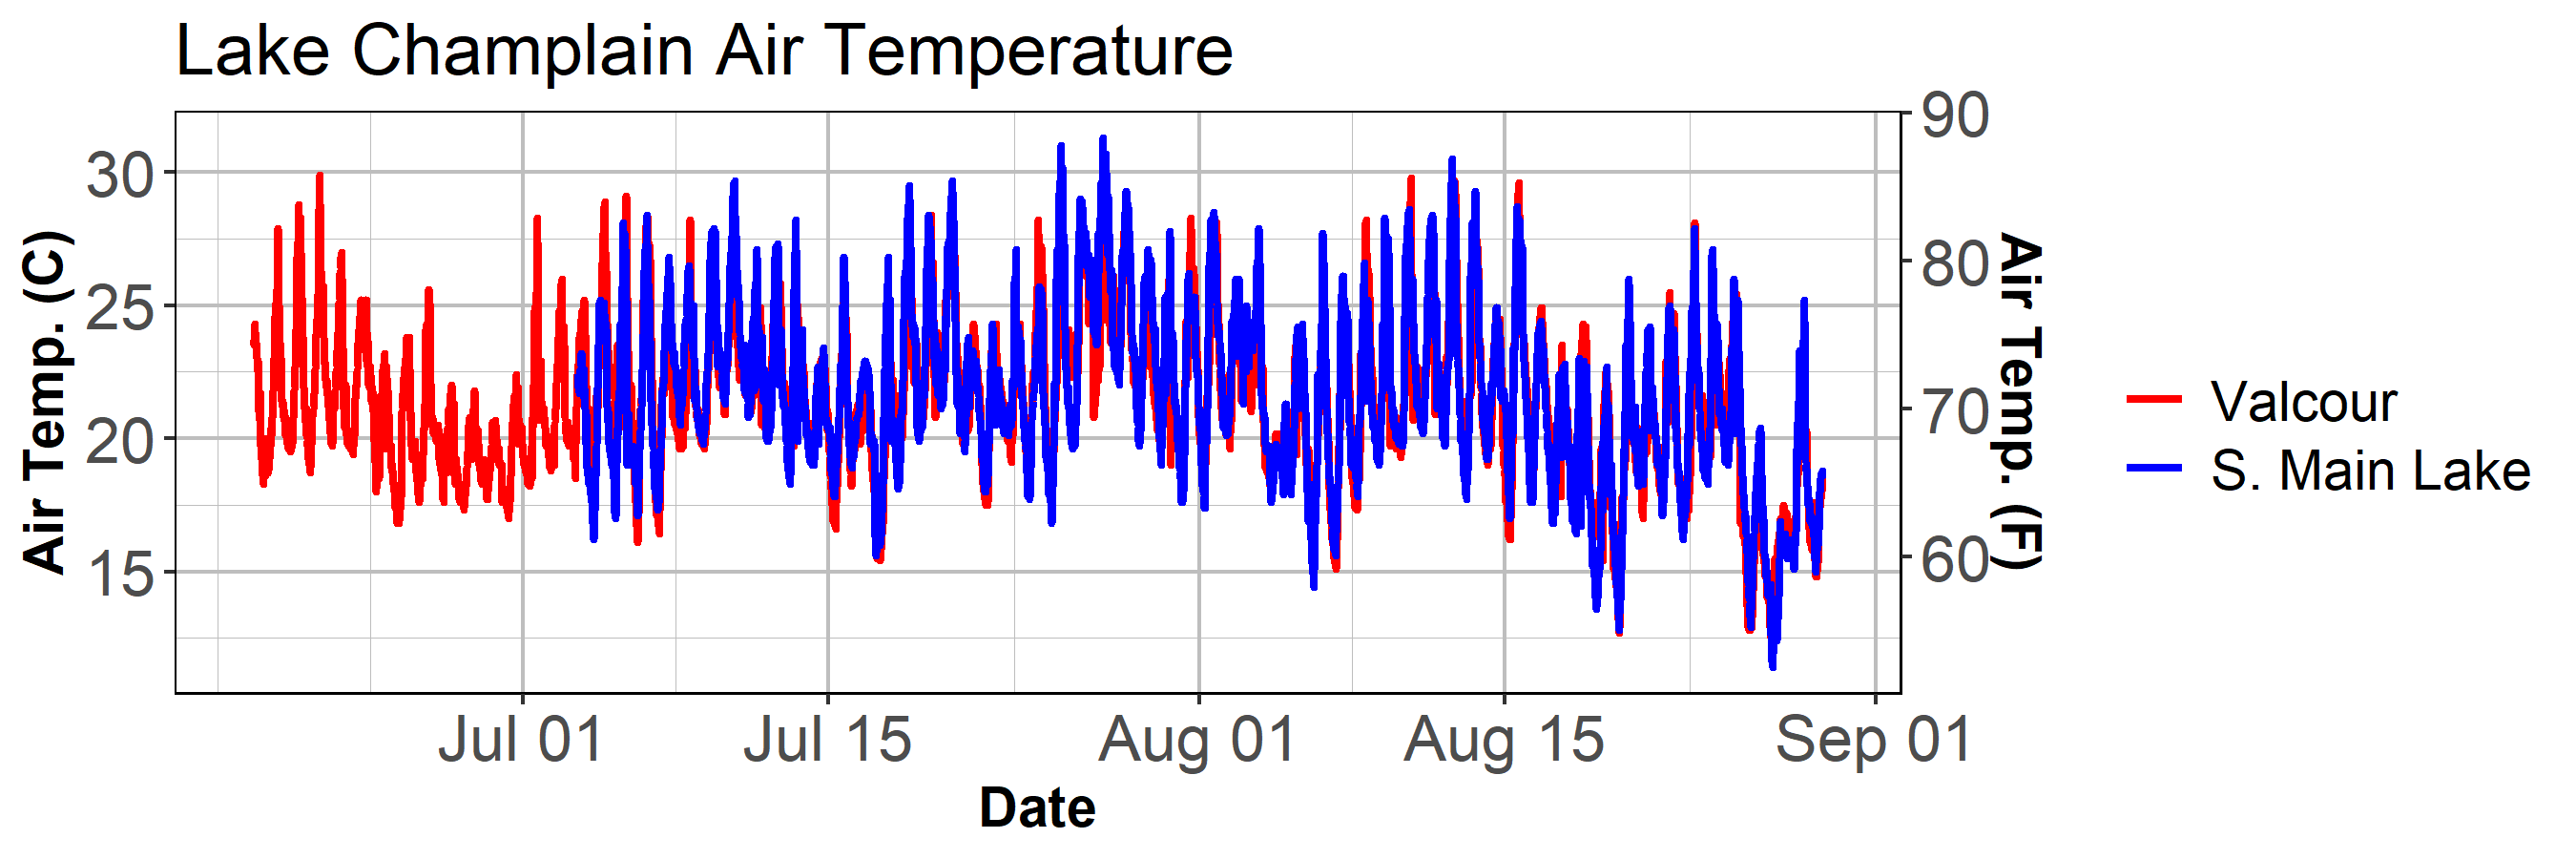 Lake Champlain Air Temperature
Air Temp. (C)
30
25
20
15
90
80
70
60
Air Temp. (F)
Jul 01
Jul 15
Aug 01
Aug 15
Sep 01
Date
Valcour
S. Main Lake